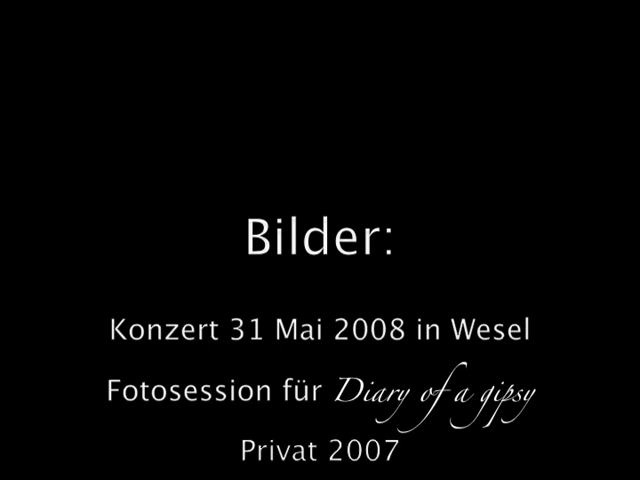 Bilder:
Konzert 31 Mai 2008 in Wesel
Fotosession für Diary of a gipsy
Privat 2007